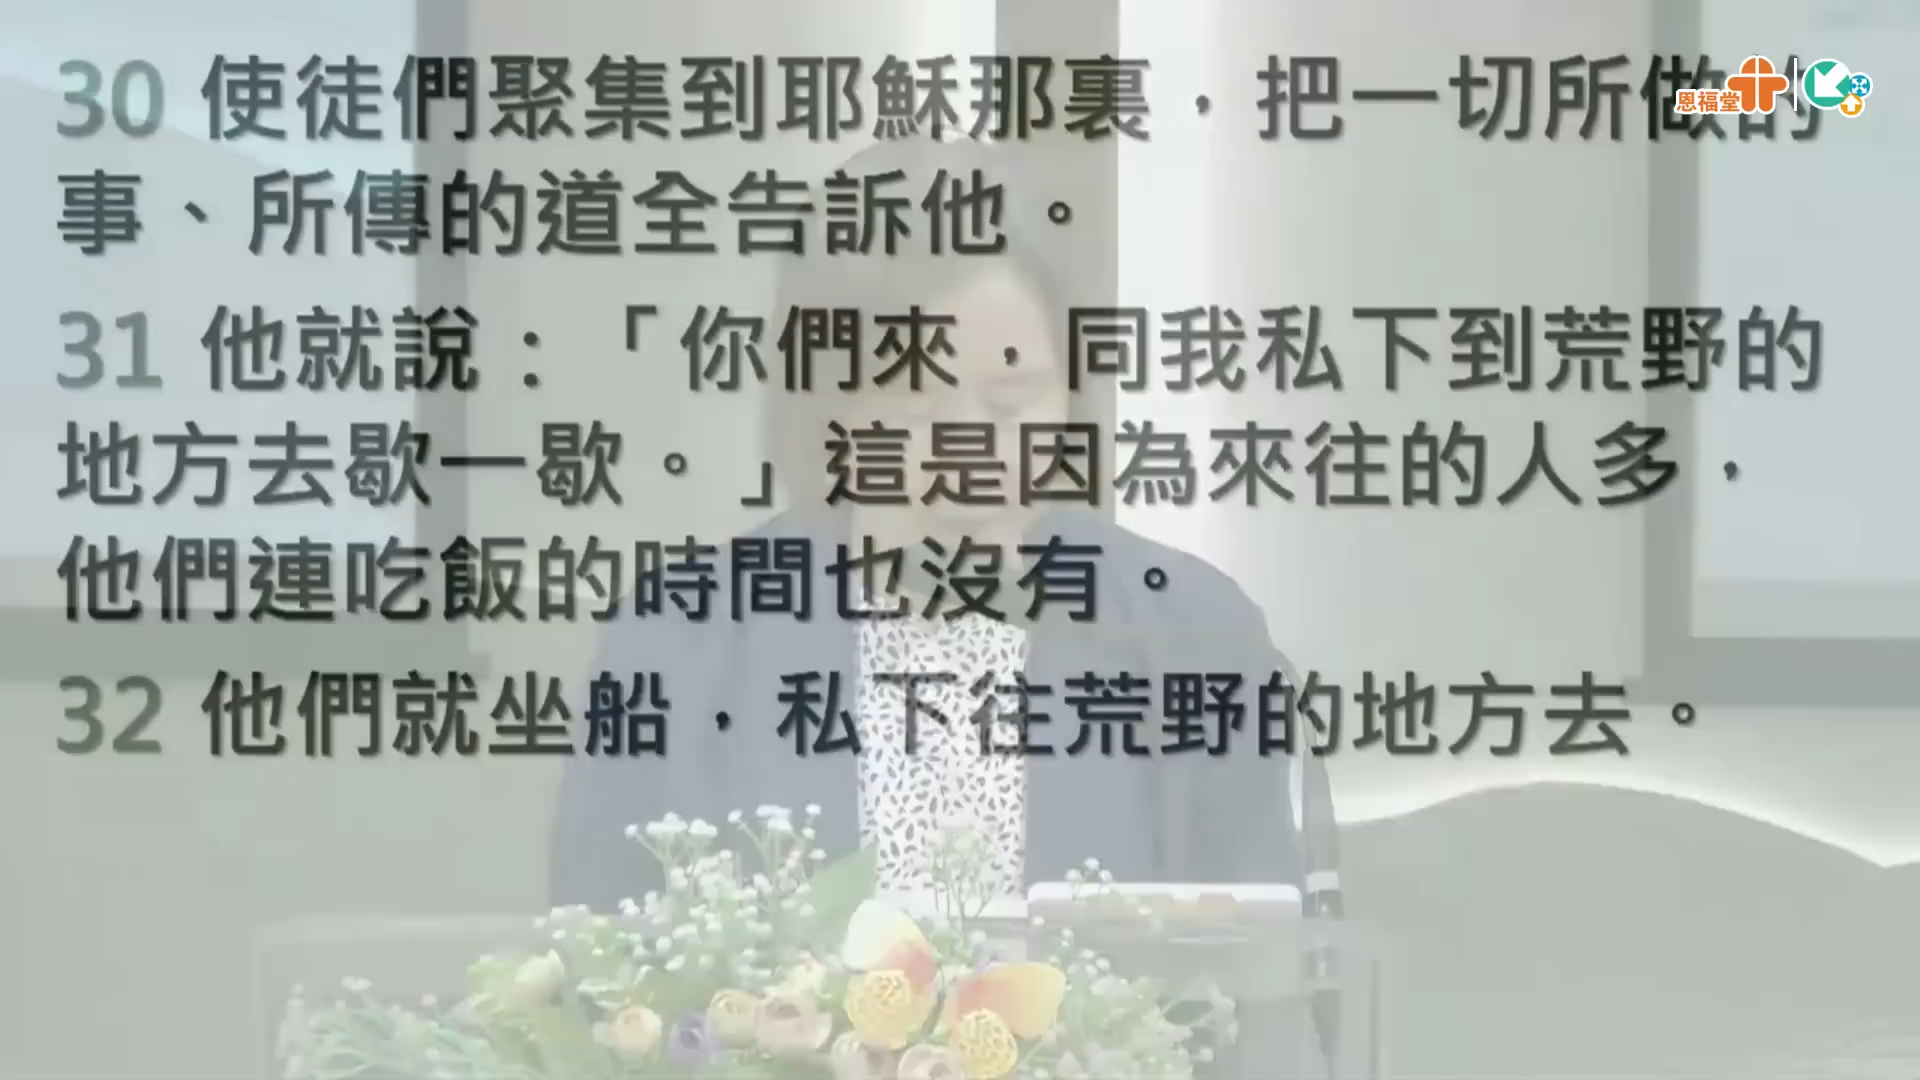 恩福堂
30 使徒們聚集到耶穌那裏，把一切所做的
事、所傳的道全告訴他。
31 他就說：「你們來，同我私下到荒野的
地方去歇一歇。」這是因為來往的人多，
他們連吃飯的時間也沒有。
32 他們就坐船，私下往荒野的地方去。